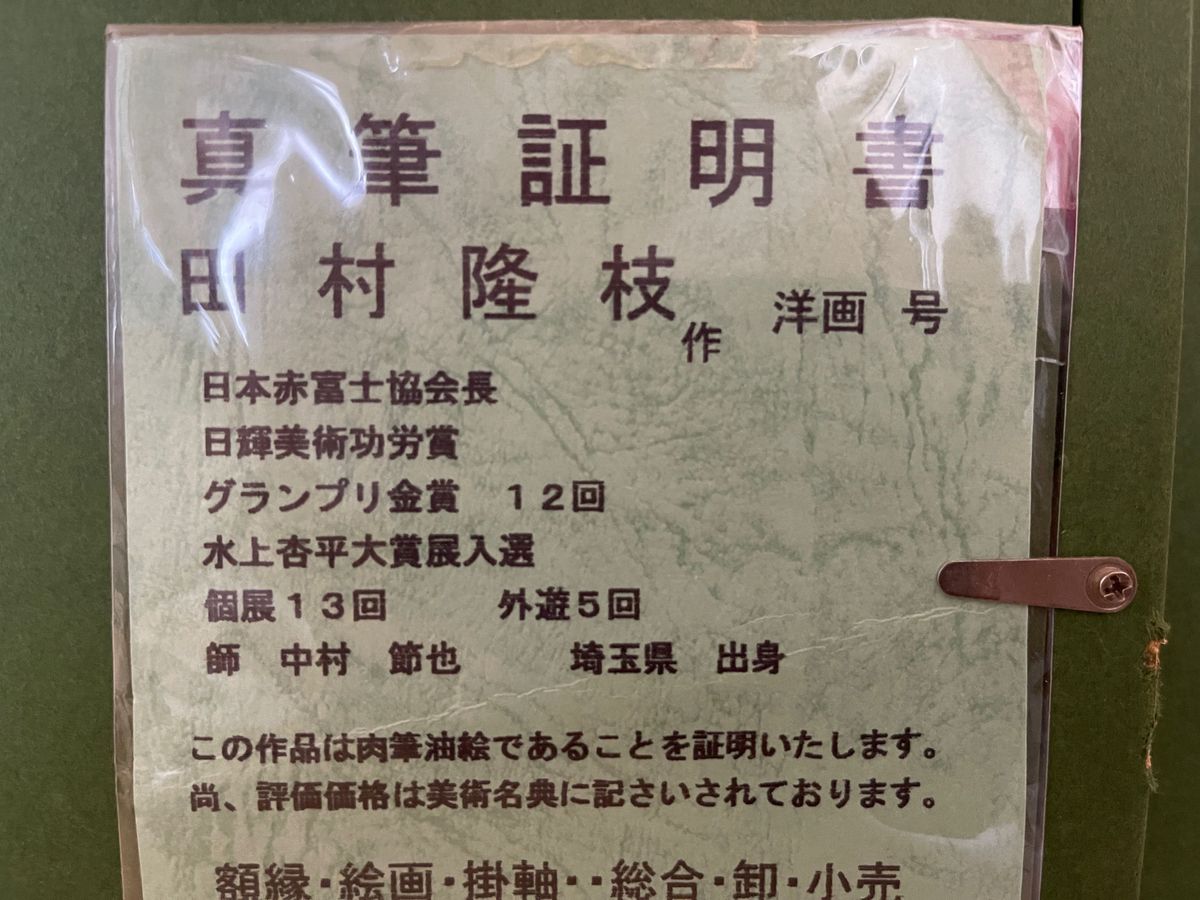 真筆証明書
田村隆枝作 洋画 号
日本赤富士協会長
日輝美術功労賞
グランプリ金賞 12回
水上杏平大賞展入選
個展13回 外遊5回
師 中村 節也 埼玉県 出身
この作品は肉筆油絵であることを証明いたします。
尚、評価価格は美術名典に記さいされております。
額縁・絵画・掛軸・・総合・卸・小売